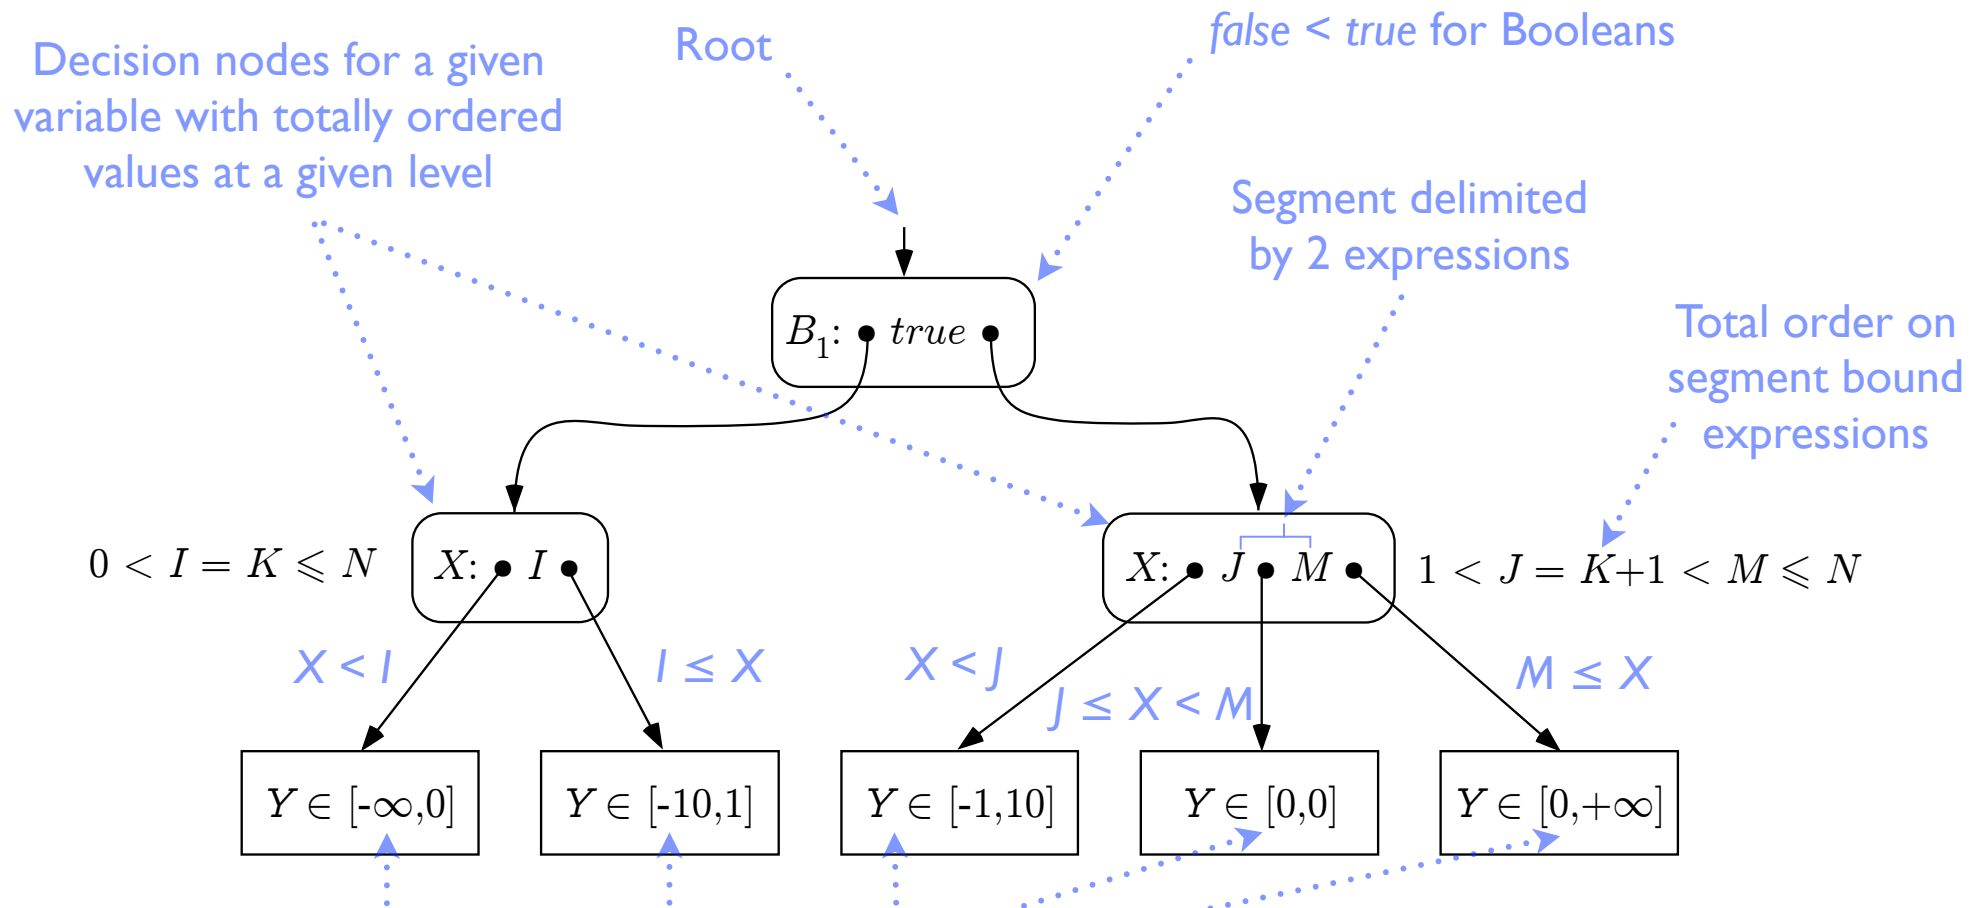 Decision nodes for a given
variable with totally ordered
values at a given level
Root
false < true for Booleans
Segment delimited
by 2 expressions
Total order on
segment bound
expressions
B₁: • true •
0 < I = K ⩽ N
X: • I •
X: • J • M •
1 < J = K+1 < M ⩽ N
X < I
I ≤ X
X < J
J ≤ X < M
M ≤ X
Y ∈ [-∞,0]
Y ∈ [-10,1]
Y ∈ [-1,10]
Y ∈ [0,0]
Y ∈ [0,+∞]